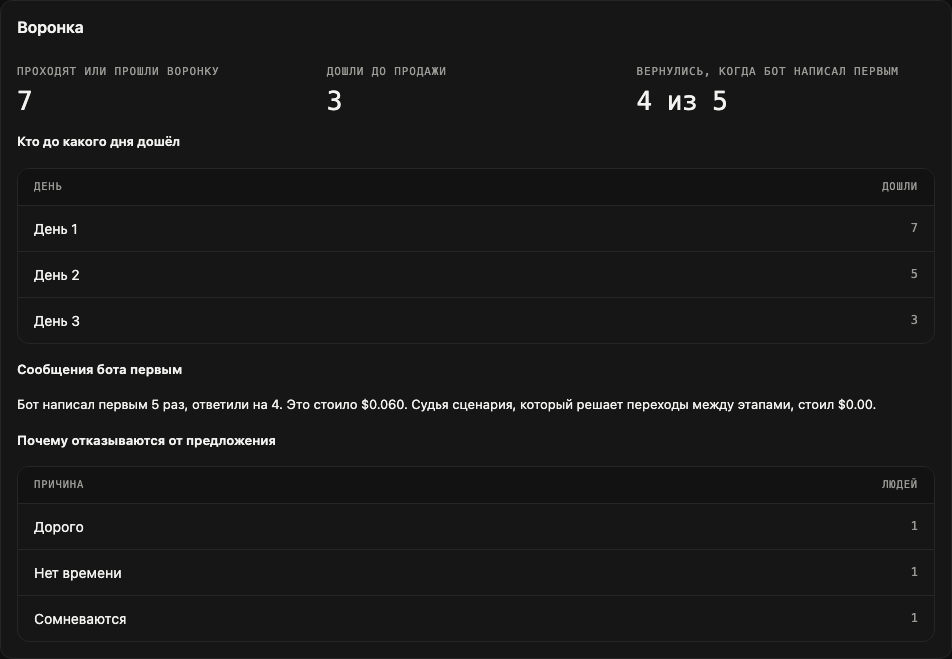 Воронка
ПРОХОДЯТ ИЛИ ПРОШЛИ ВОРОНКУ
7
ДОШЛИ ДО ПРОДАЖИ
3
ВЕРНУЛИСЬ, КОГДА БОТ НАПИСАЛ ПЕРВЫМ
4 из 5
Кто до какого дня дошёл
ДЕНЬ ДОШЛИ
День 1 7
День 2 5
День 3 3
Сообщения бота первым
Бот написал первым 5 раз, ответили на 4. Это стоило $0.060. Судья сценария, который решает переходы между этапами, стоил $0.00.
Почему отказываются от предложения
ПРИЧИНА ЛЮДЕЙ
Дорого 1
Нет времени 1
Сомневаются 1